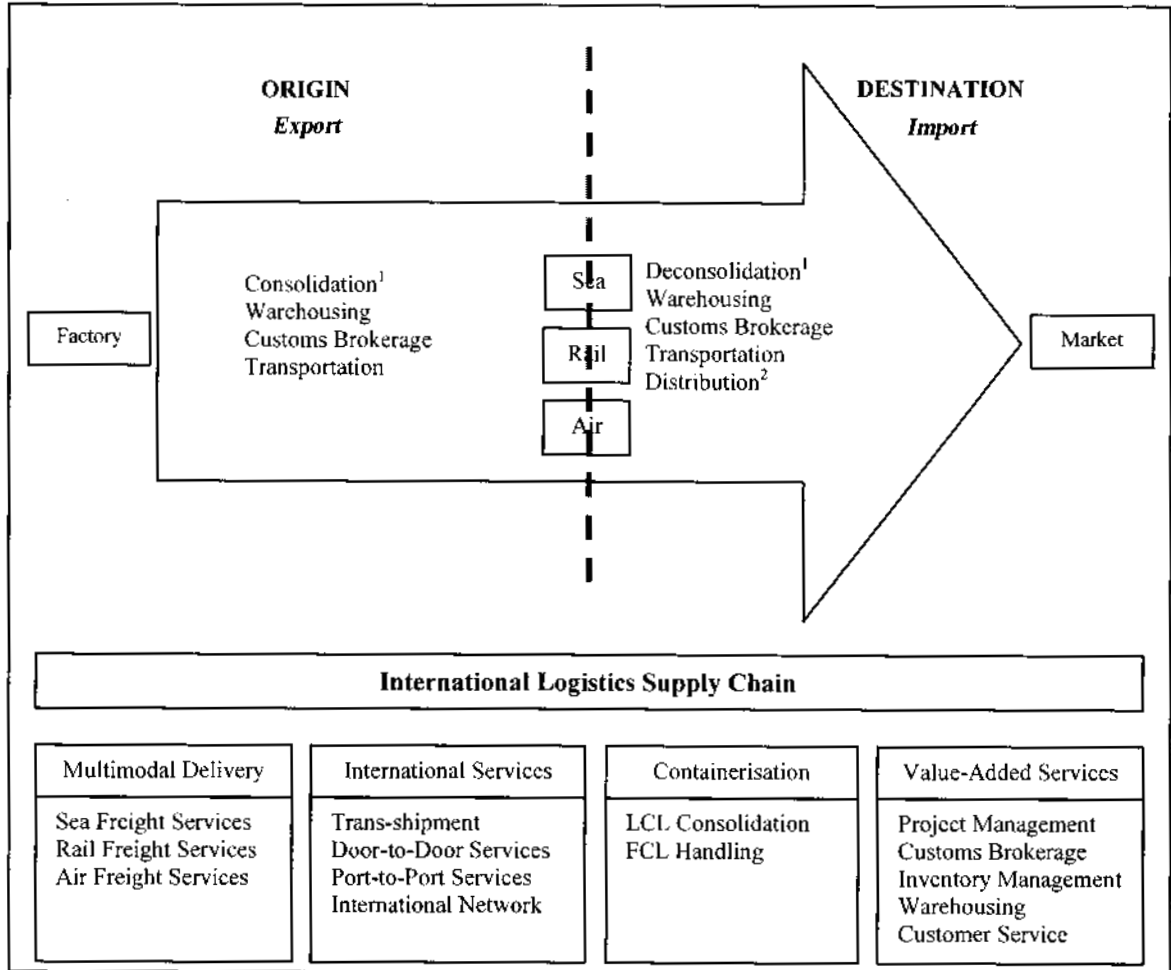 ORIGIN
Export
DESTINATION
Import
Factory
Consolidation¹
Warehousing
Customs Brokerage
Transportation
Sea
Rail
Air
Deconsolidation¹
Warehousing
Customs Brokerage
Transportation
Distribution²
Market
International Logistics Supply Chain
Multimodal Delivery
Sea Freight Services
Rail Freight Services
Air Freight Services
International Services
Trans-shipment
Door-to-Door Services
Port-to-Port Services
International Network
Containerisation
LCL Consolidation
FCL Handling
Value-Added Services
Project Management
Customs Brokerage
Inventory Management
Warehousing
Customer Service